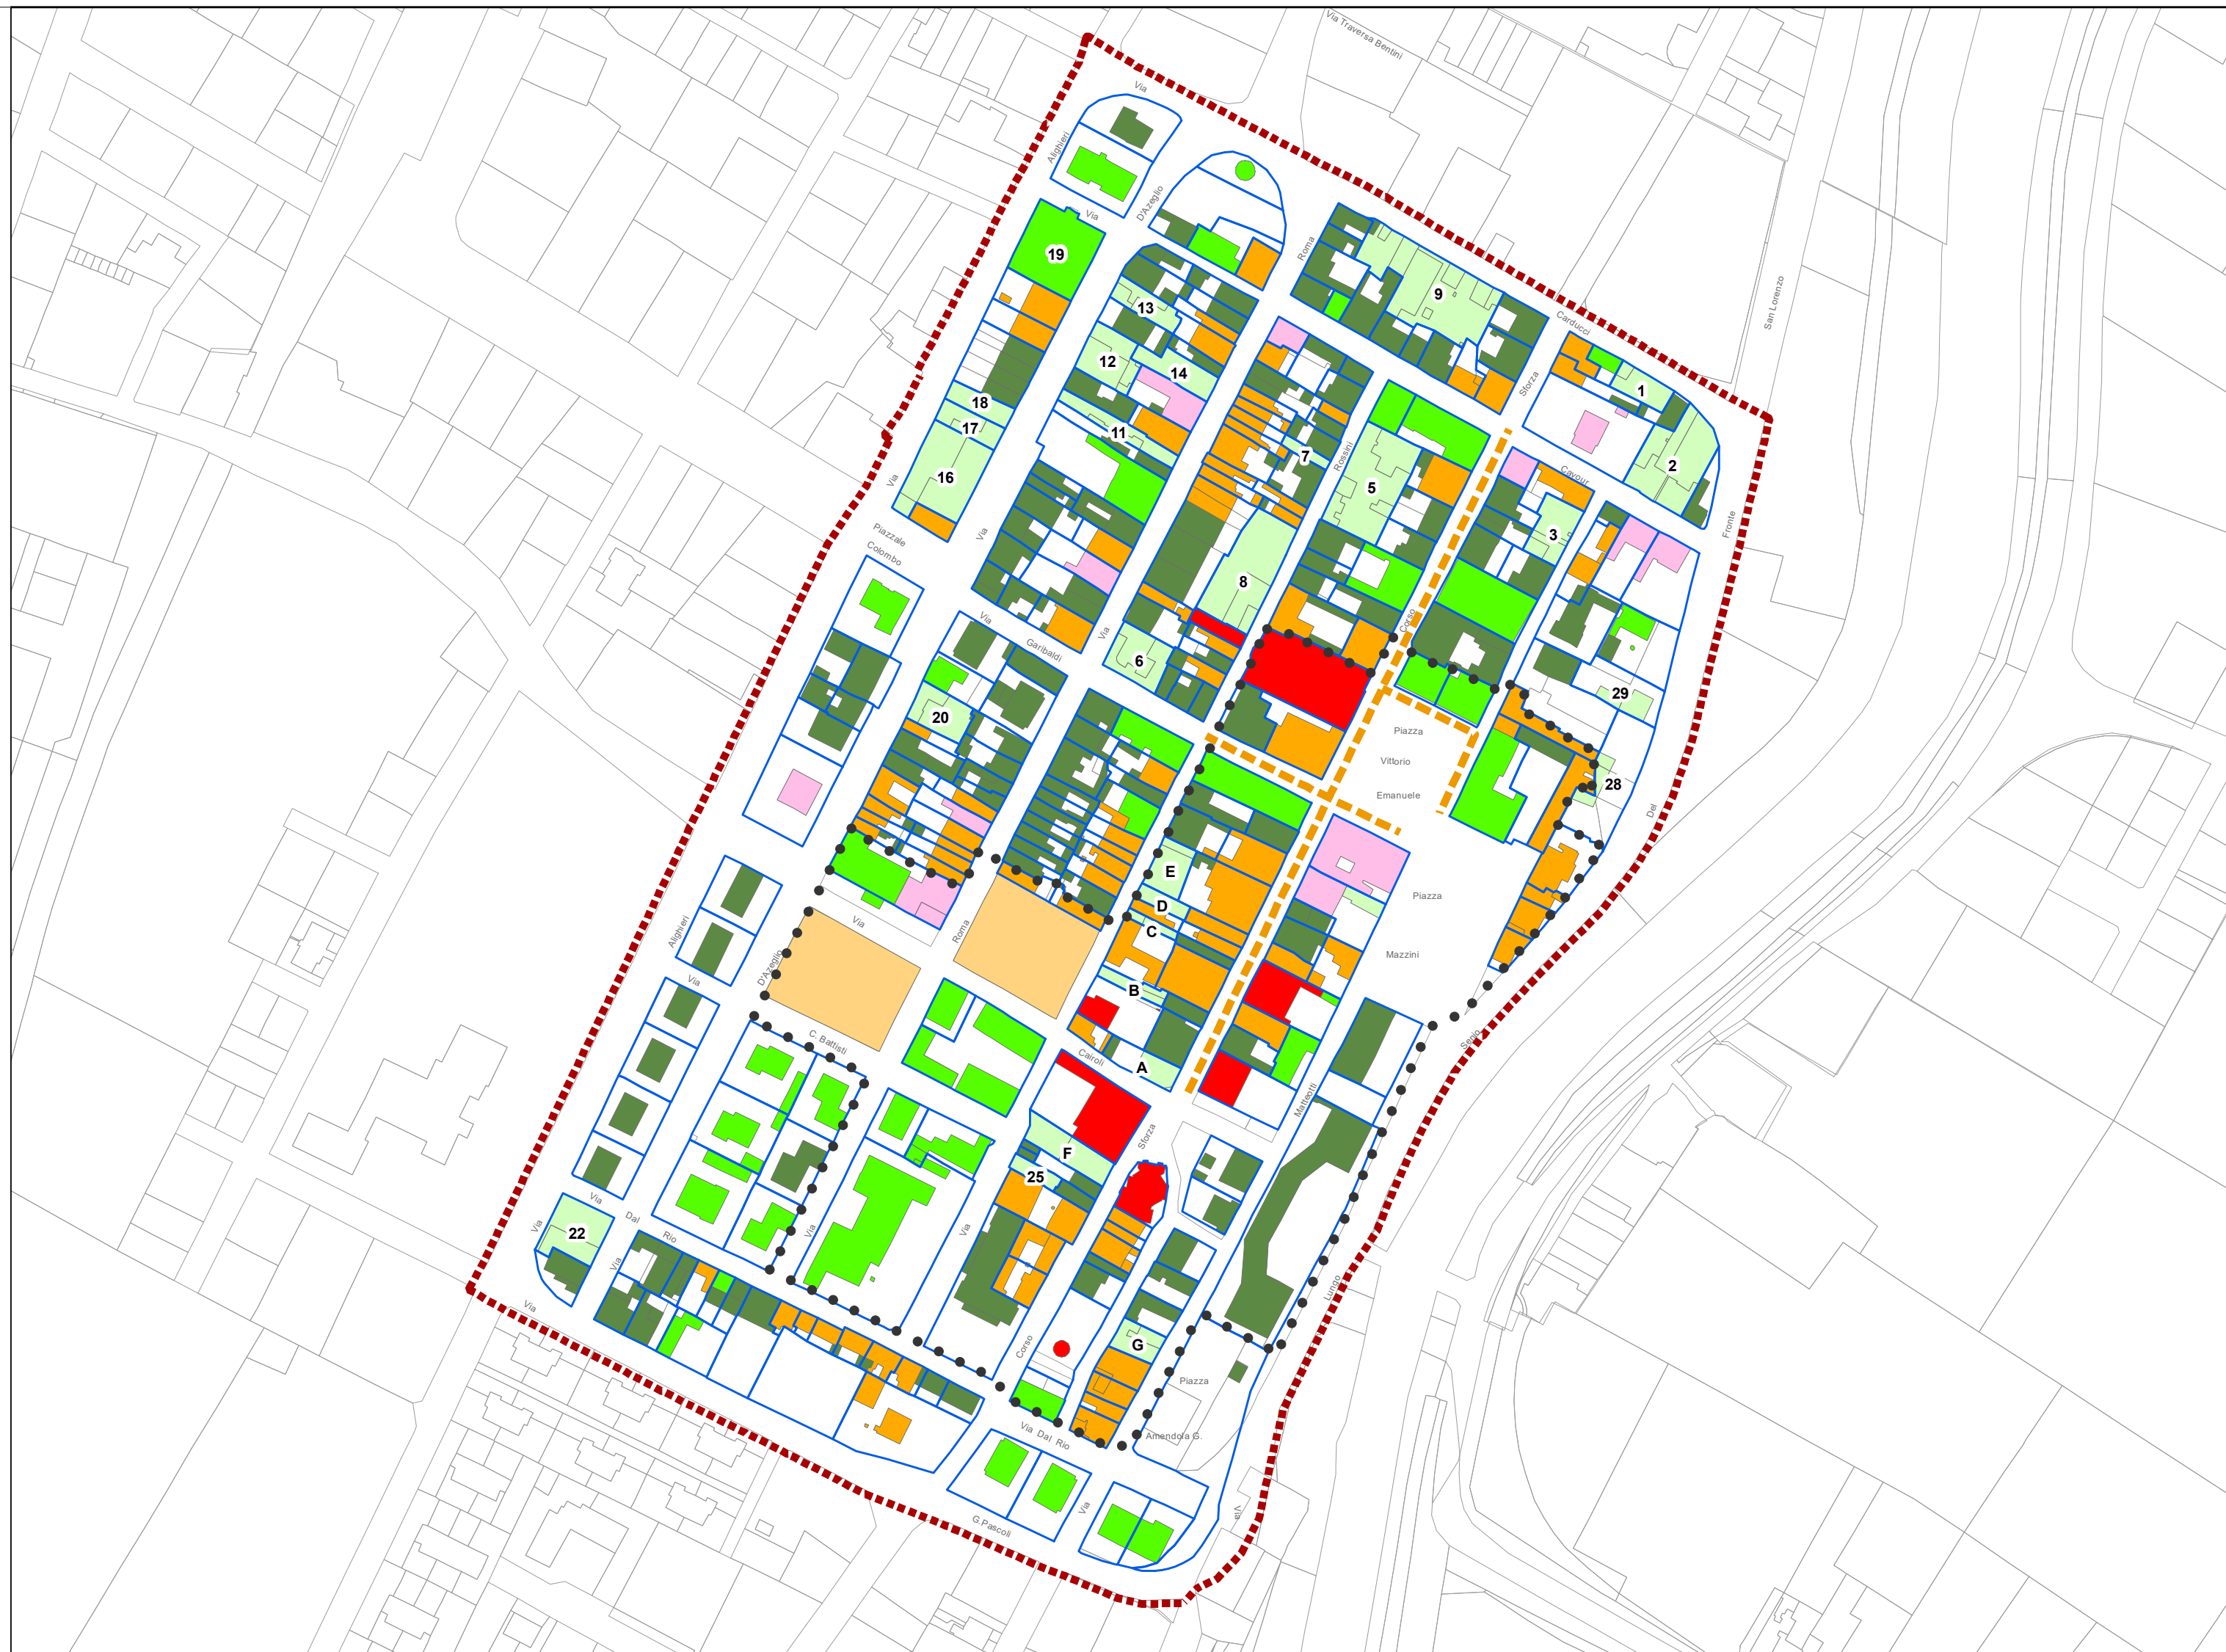 Via Traversa Bentini
Via
Alighieri
D'Azeglio
Via
Roma
San Lorenzo
19
9
13
Carducci
12
14
Sforza
1
18
17
11
7
Rossini
5
Cavour
2
16
Via
3
Fronte
Piazzale
Colombo
Via
8
Corso
Via
Garibaldi
Via
6
29
20
Piazza
Vittorio
Emanuele
28
Del
E
D
C
Piazza
Mazzini
Via
Roma
Alighieri
D'Azeglio
Via
B
C. Battisti
Cairoli
A
Senio
Matteotti
Sforza
F
25
22
Via
Via
Dal
Rio
Via
Via
Via
Via
Lungo
G
Corso
Piazza
Via Dal Rio
Amendola G.
Via
Via
G.Pascoli